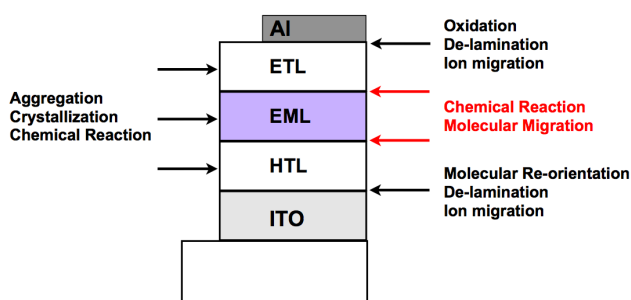 Al
Oxidation
De-lamination
Ion migration
ETL
Aggregation
Crystallization
Chemical Reaction
EML
Chemical Reaction
Molecular Migration
HTL
Molecular Re-orientation
De-lamination
Ion migration
ITO